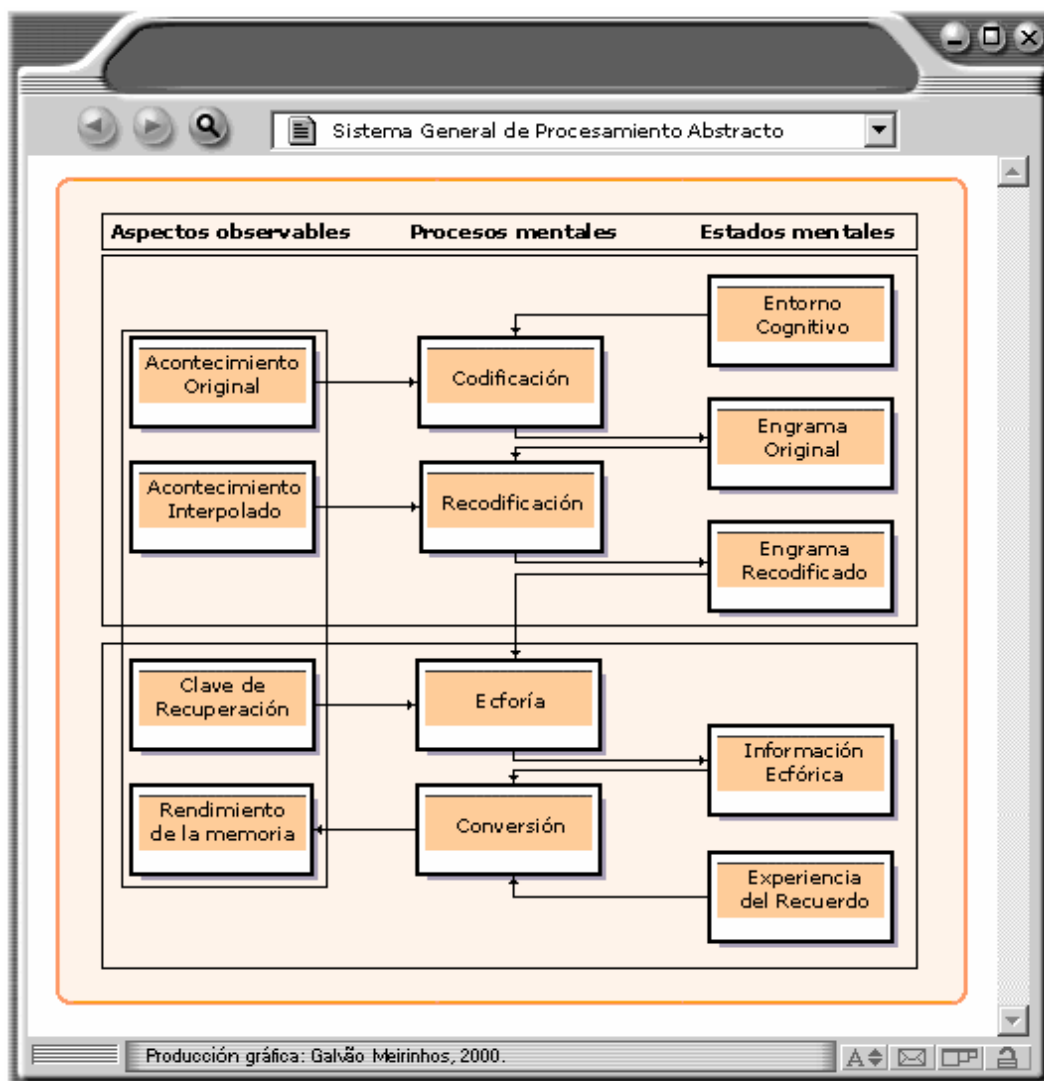 Sistema General de Procesamiento Abstracto
Aspectos observables
Procesos mentales
Estados mentales
Entorno
Cognitivo
Acontecimiento
Original
Codificación
Engrama
Original
Acontecimiento
Interpolado
Recodificación
Engrama
Recodificado
Clave de
Recuperación
Ecforía
Información
Ecfórica
Rendimiento
de la memoria
Conversión
Experiencia
del Recuerdo
Producción gráfica: Galvão Meirinhos, 2000.
A